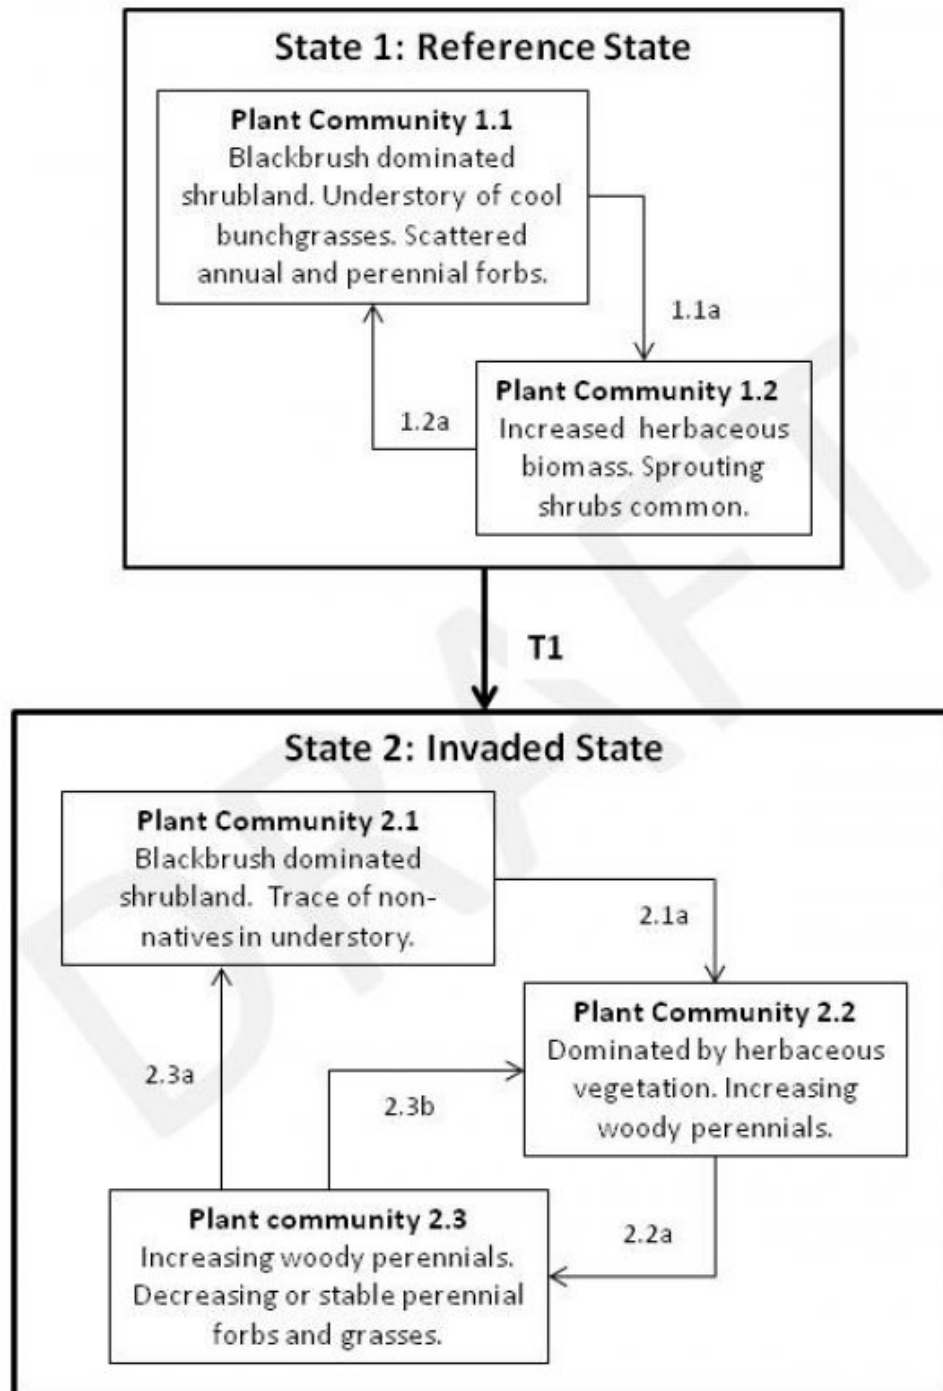 State 1: Reference State
Plant Community 1.1
Blackbrush dominated
shrubland. Understory of cool
bunchgrasses. Scattered
annual and perennial forbs.
1.1a
Plant Community 1.2
Increased herbaceous
biomass. Sprouting
shrubs common.
1.2a
T1
State 2: Invaded State
Plant Community 2.1
Blackbrush dominated
shrubland. Trace of non-
natives in understory.
2.1a
Plant Community 2.2
Dominated by herbaceous
vegetation. Increasing
woody perennials.
2.3a
2.3b
Plant community 2.3
Increasing woody perennials.
Decreasing or stable perennial
forbs and grasses.
2.2a
DRAFT